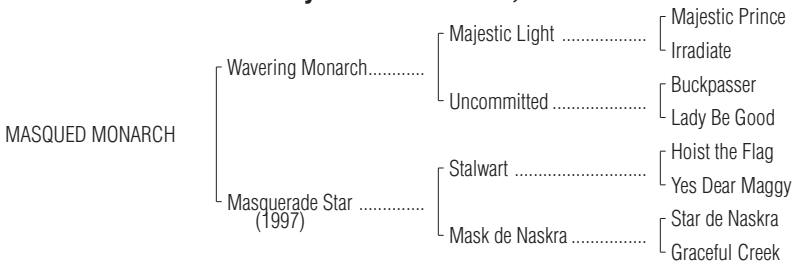 Majestic Prince
Majestic Light ..................
Irradiate
Wavering Monarch............
Buckpasser
Uncommitted ....................
Lady Be Good
MASQUED MONARCH
Hoist the Flag
Stalwart ............................
Yes Dear Maggy
Masquerade Star ..............
(1997)
Star de Naskra
Mask de Naskra ................
Graceful Creek